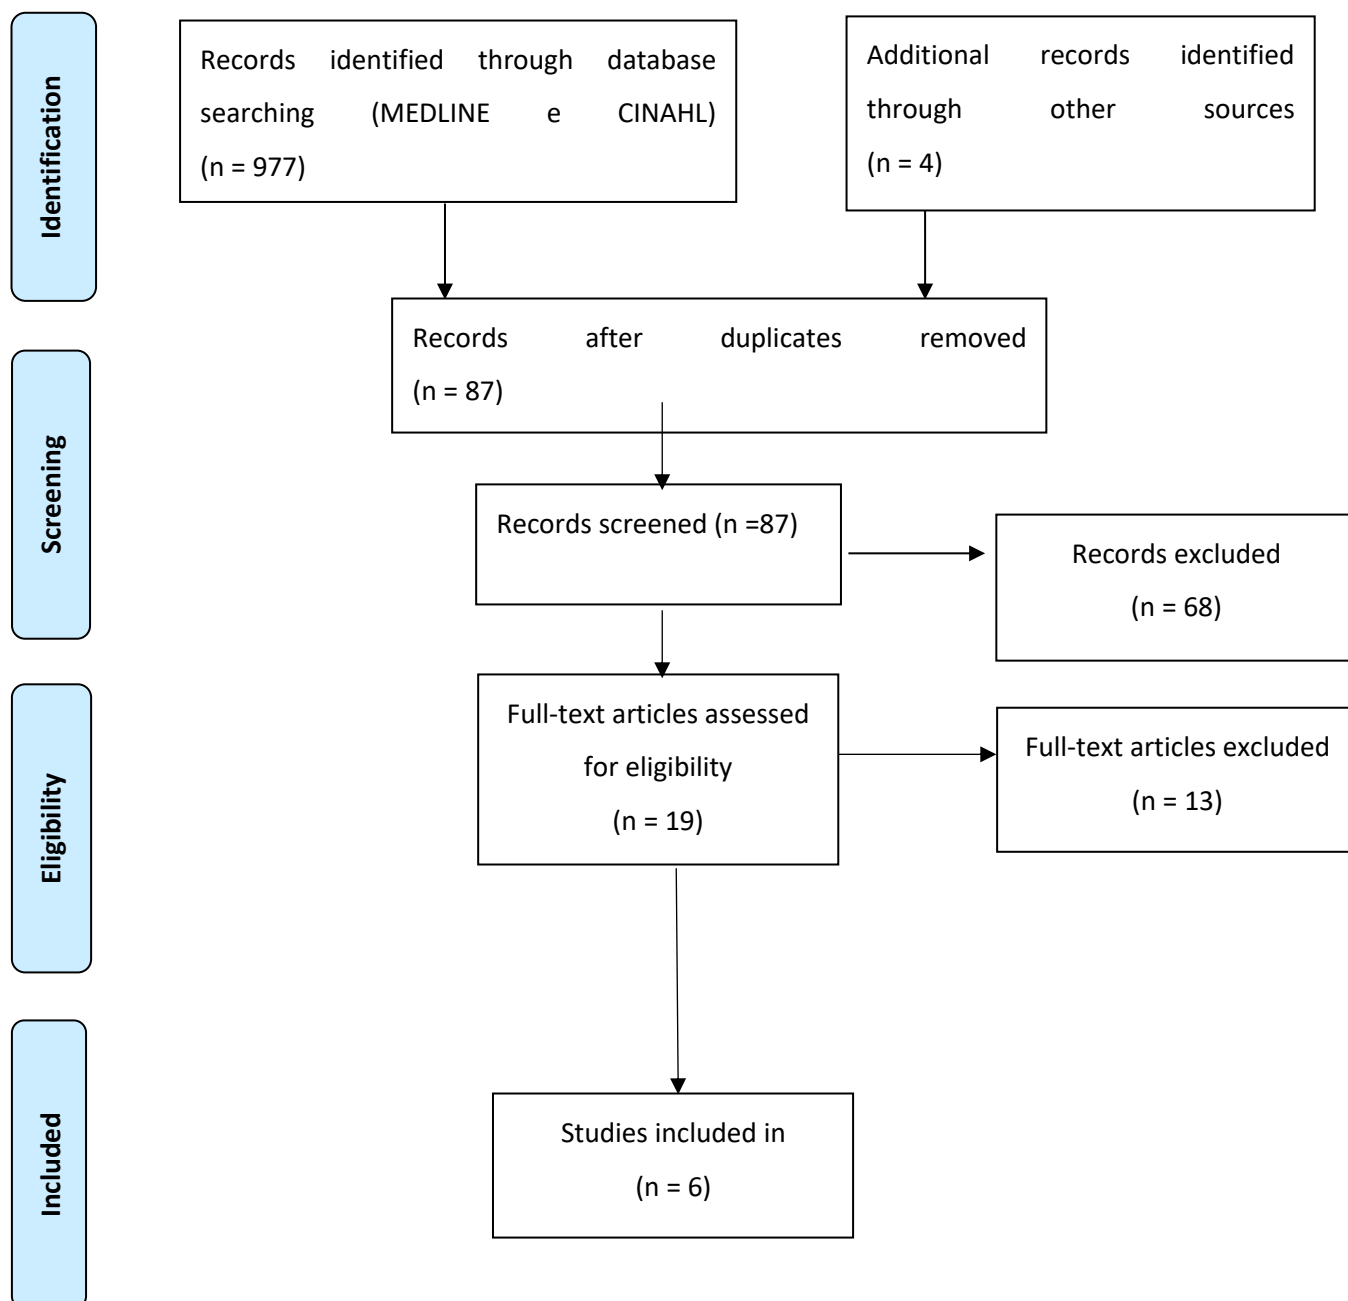 Identification
Records identified through database
searching (MEDLINE e CINAHL)
(n = 977)
Additional records identified
through other sources
(n = 4)
Records after duplicates removed
(n = 87)
Screening
Records screened (n =87)
Records excluded
(n = 68)
Eligibility
Full-text articles assessed
for eligibility
(n = 19)
Full-text articles excluded
(n = 13)
Included
Studies included in
(n = 6)